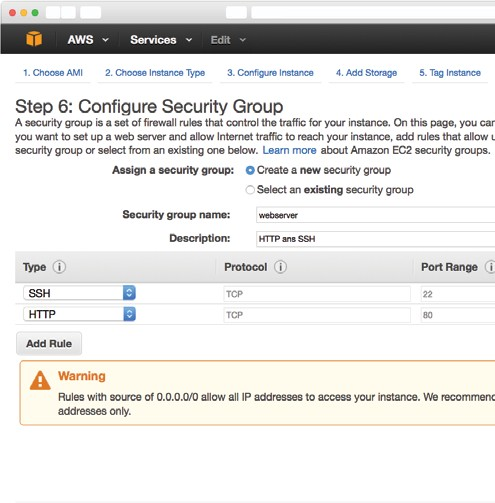 AWS Services Edit
1. Choose AMI 2. Choose Instance Type 3. Configure Instance 4. Add Storage 5. Tag Instance
Step 6: Configure Security Group
A security group is a set of firewall rules that control the traffic for your instance. On this page, you can
you want to set up a web server and allow Internet traffic to reach your instance, add rules that allow u
security group or select from an existing one below. Learn more about Amazon EC2 security groups.
Assign a security group: Create a new security group
Select an existing security group
Security group name: webserver
Description: HTTP ans SSH
Type Protocol Port Range
SSH TCP 22
HTTP TCP 80
Add Rule
Warning
Rules with source of 0.0.0.0/0 allow all IP addresses to access your instance. We recommend
addresses only.